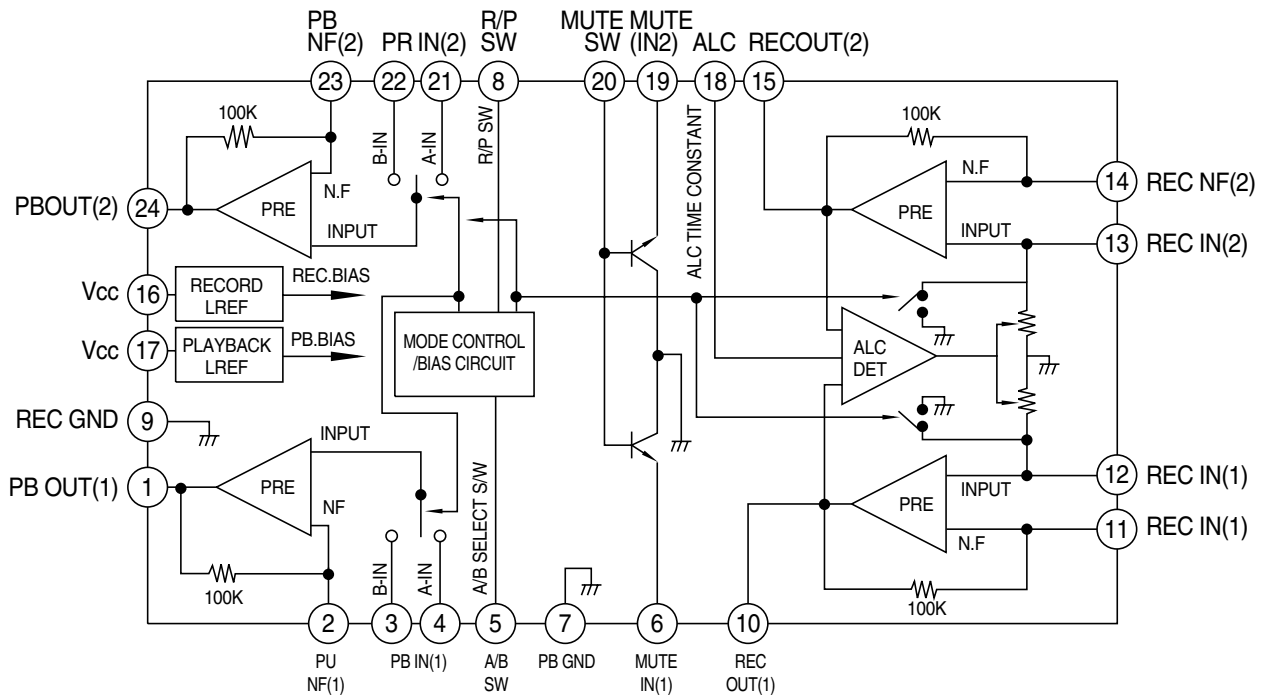 PB
NF(2)
PR IN(2)
R/P
SW
MUTE
SW
MUTE
(IN2)
ALC
RECOUT(2)
23
22
21
8
20
19
18
15
100K
B-IN
A-IN
R/P SW
ALC TIME CONSTANT
100K
N.F
PRE
INPUT
PBOUT(2)
24
N.F
PRE
INPUT
14
REC NF(2)
13
REC IN(2)
Vcc
16
RECORD
LREF
REC.BIAS
Vcc
17
PLAYBACK
LREF
PB.BIAS
MODE CONTROL
/BIAS CIRCUIT
ALC
DET
REC GND
9
PB OUT(1)
1
INPUT
PRE
NF
100K
B-IN
A-IN
A/B SELECT S/W
PRE
INPUT
N.F
100K
12
REC IN(1)
11
REC IN(1)
2
3
4
5
7
6
10
PU
NF(1)
PB IN(1)
A/B
SW
PB GND
MUTE
IN(1)
REC
OUT(1)